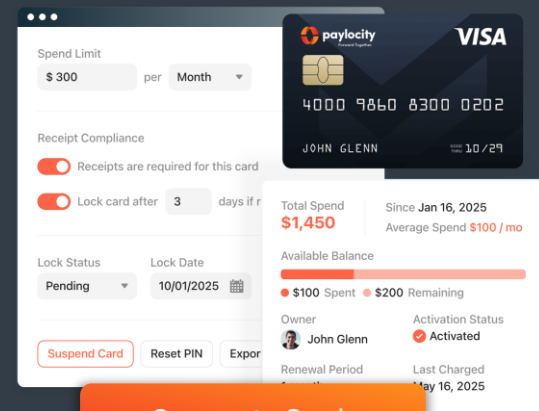 Spend Limit
$ 300 per Month
Receipt Compliance
Receipts are required for this card
Lock card after 3 days if r
Lock Status Lock Date
Pending 10/01/2025
Suspend Card Reset PIN Expor
paylocity VISA
Forward Together
4000 9860 8300 0202
JOHN GLENN GOOD THRU 10/29
Total Spend Since Jan 16, 2025
$1,450 Average Spend $100 / mo
Available Balance
$100 Spent $200 Remaining
Owner Activation Status
John Glenn Activated
Renewal Period Last Charged
May 16, 2025